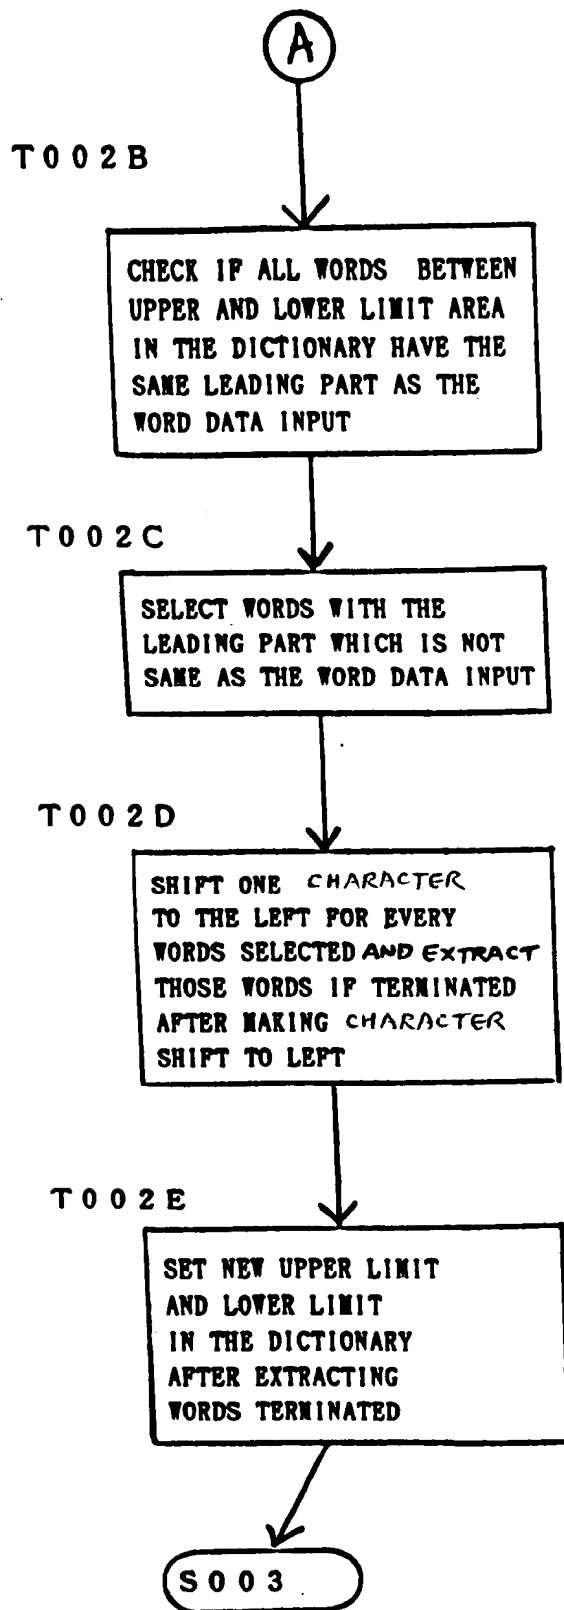 A
T002B
CHECK IF ALL WORDS BETWEEN
UPPER AND LOWER LIMIT AREA
IN THE DICTIONARY HAVE THE
SAME LEADING PART AS THE
WORD DATA INPUT
T002C
SELECT WORDS WITH THE
LEADING PART WHICH IS NOT
SAME AS THE WORD DATA INPUT
T002D
SHIFT ONE CHARACTER
TO THE LEFT FOR EVERY
WORDS SELECTED AND EXTRACT
THOSE WORDS IF TERMINATED
AFTER MAKING CHARACTER
SHIFT TO LEFT
T002E
SET NEW UPPER LIMIT
AND LOWER LIMIT
IN THE DICTIONARY
AFTER EXTRACTING
WORDS TERMINATED
S003